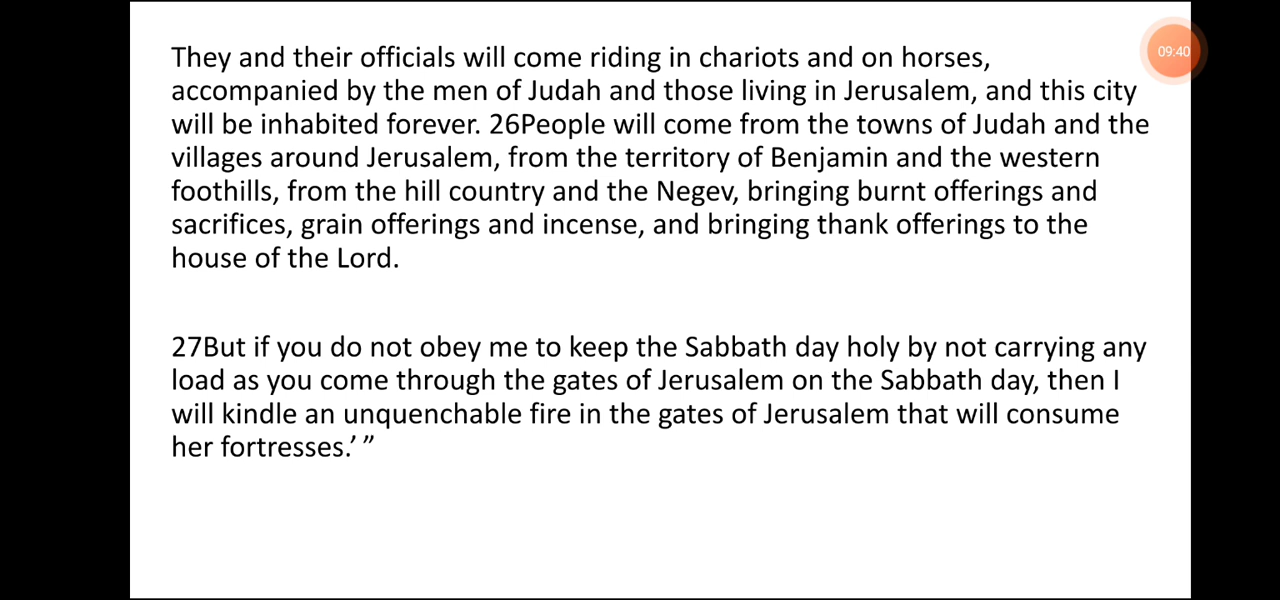 They and their officials will come riding in chariots and on horses,
accompanied by the men of Judah and those living in Jerusalem, and this city
will be inhabited forever. 26People will come from the towns of Judah and the
villages around Jerusalem, from the territory of Benjamin and the western
foothills, from the hill country and the Negev, bringing burnt offerings and
sacrifices, grain offerings and incense, and bringing thank offerings to the
house of the Lord.
27But if you do not obey me to keep the Sabbath day holy by not carrying any
load as you come through the gates of Jerusalem on the Sabbath day, then I
will kindle an unquenchable fire in the gates of Jerusalem that will consume
her fortresses.’ ”
09:40